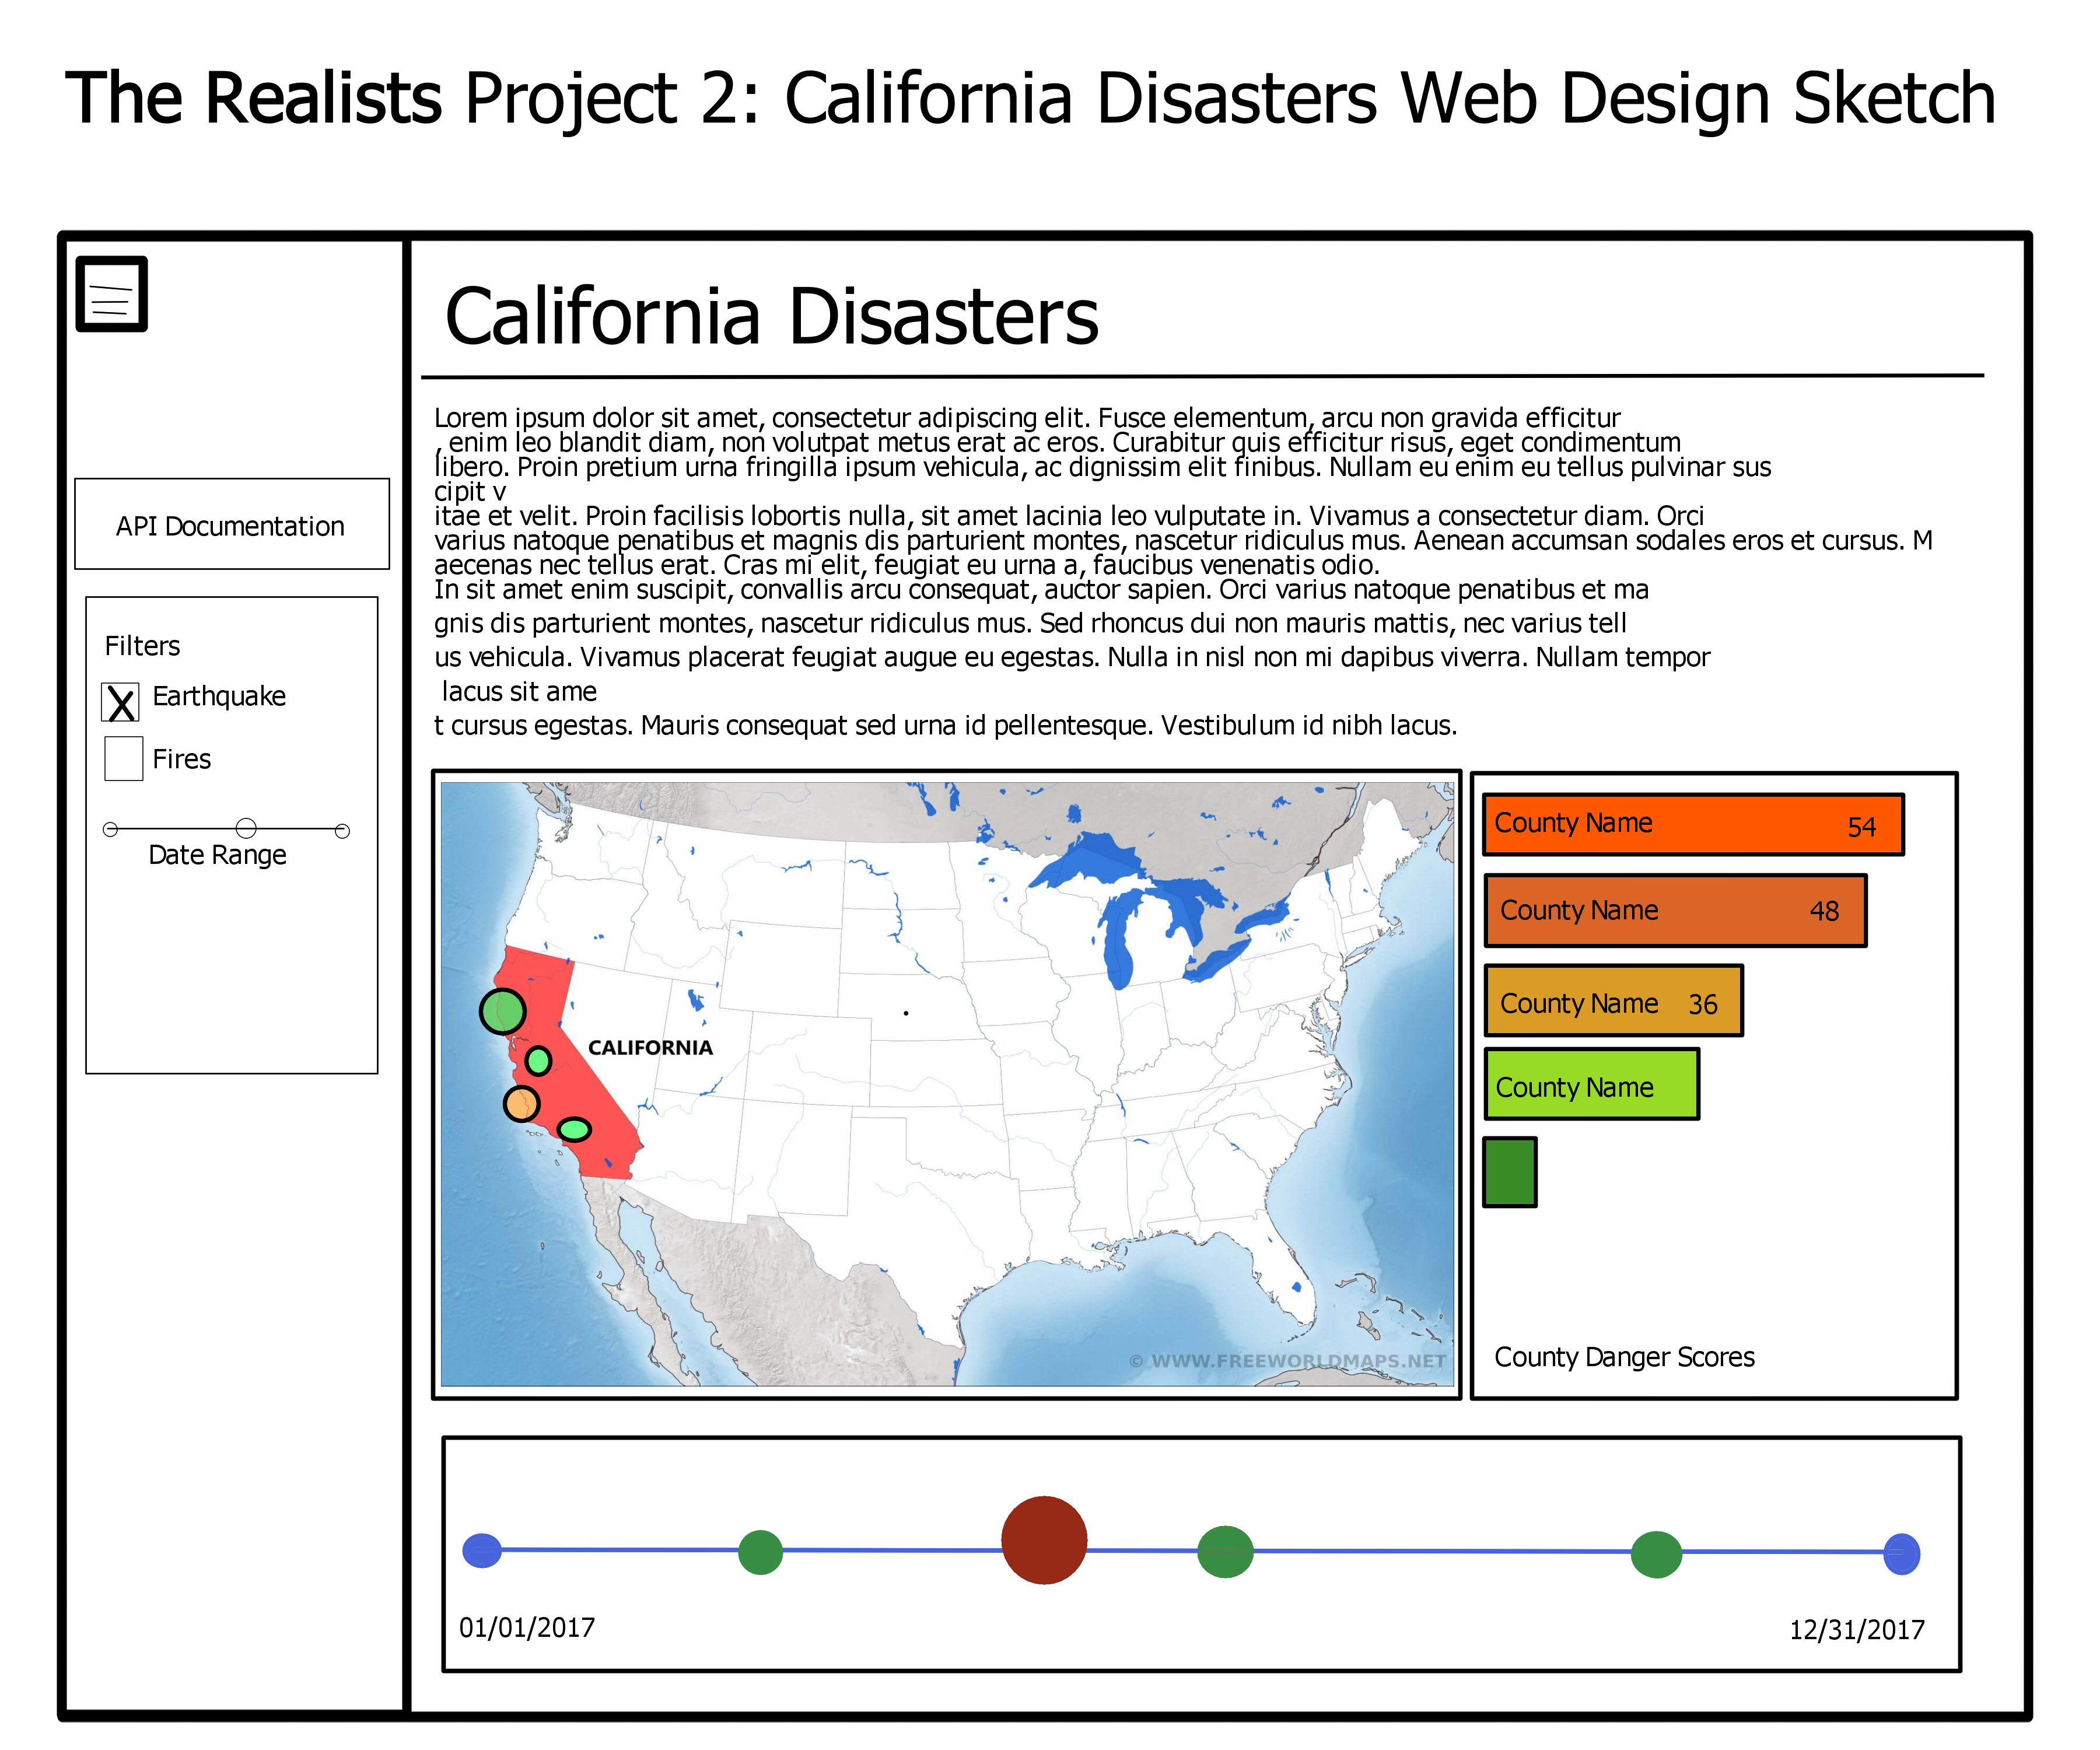 The Realists Project 2: California Disasters Web Design Sketch
California Disasters
Lorem ipsum dolor sit amet, consectetur adipiscing elit. Fusce elementum, arcu non gravida efficitur
, enim leo blandit diam, non volutpat metus erat ac eros. Curabitur quis efficitur risus, eget condimentum
libero. Proin pretium urna fringilla ipsum vehicula, ac dignissim elit finibus. Nullam eu enim eu tellus pulvinar sus
cipit v
itae et velit. Proin facilisis lobortis nulla, sit amet lacinia leo vulputate in. Vivamus a consectetur diam. Orci
varius natoque penatibus et magnis dis parturient montes, nascetur ridiculus mus. Aenean accumsan sodales eros et cursus. M
aecenas nec tellus erat. Cras mi elit, feugiat eu urna a, faucibus venenatis odio.
In sit amet enim suscipit, convallis arcu consequat, auctor sapien. Orci varius natoque penatibus et ma
gnis dis parturient montes, nascetur ridiculus mus. Sed rhoncus dui non mauris mattis, nec varius tell
us vehicula. Vivamus placerat feugiat augue eu egestas. Nulla in nisl non mi dapibus viverra. Nullam tempor
lacus sit ame
t cursus egestas. Mauris consequat sed urna id pellentesque. Vestibulum id nibh lacus.
API Documentation
Filters
X Earthquake
Fires
Date Range
CALIFORNIA
© WWW.FREEWORLDMAPS.NET
County Name 54
County Name 48
County Name 36
County Name
County Danger Scores
01/01/2017
12/31/2017